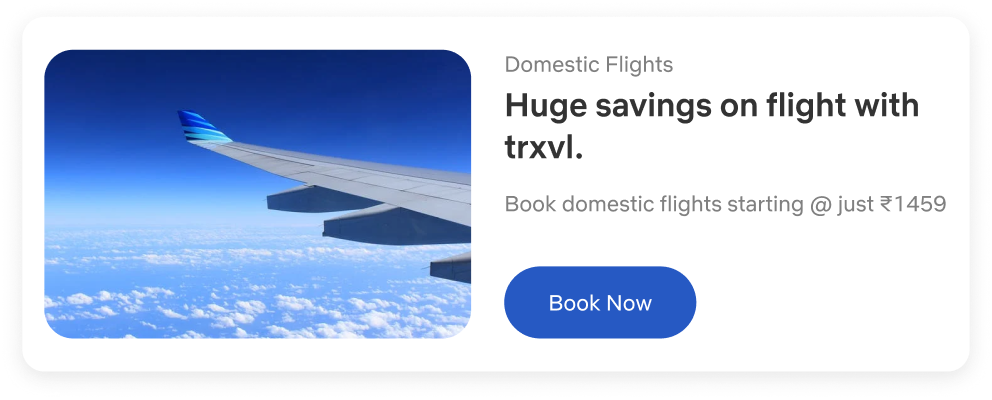 Domestic Flights
Huge savings on flight with
trxvl.
Book domestic flights starting @ just ₹1459
Book Now